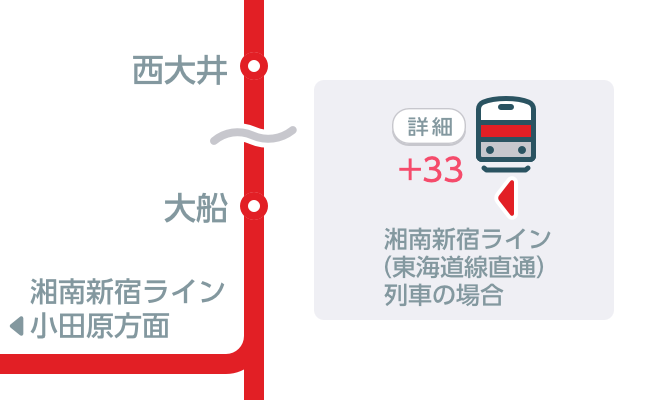 西大井
大船
湘南新宿ライン
小田原方面
詳細
+33
湘南新宿ライン
(東海道線直通)
列車の場合